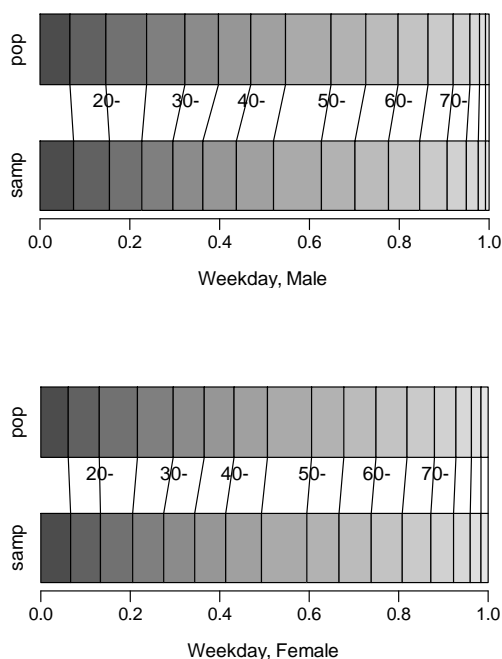 pop
20- 30- 40- 50- 60- 70-
samp
0.0 0.2 0.4 0.6 0.8 1.0
Weekday, Male
pop
20- 30- 40- 50- 60- 70-
samp
0.0 0.2 0.4 0.6 0.8 1.0
Weekday, Female